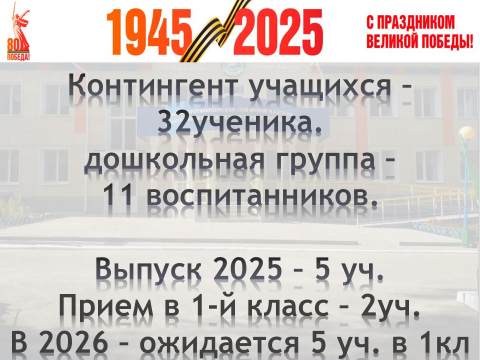 80
ПОБЕДА!
1945 2025
С ПРАЗДНИКОМ
ВЕЛИКОЙ ПОБЕДЫ!
Контингент учащихся –
32ученика.
дошкольная группа –
11 воспитанников.
Выпуск 2025 – 5 уч.
Прием в 1-й класс – 2уч.
В 2026 – ожидается 5 уч. в 1кл